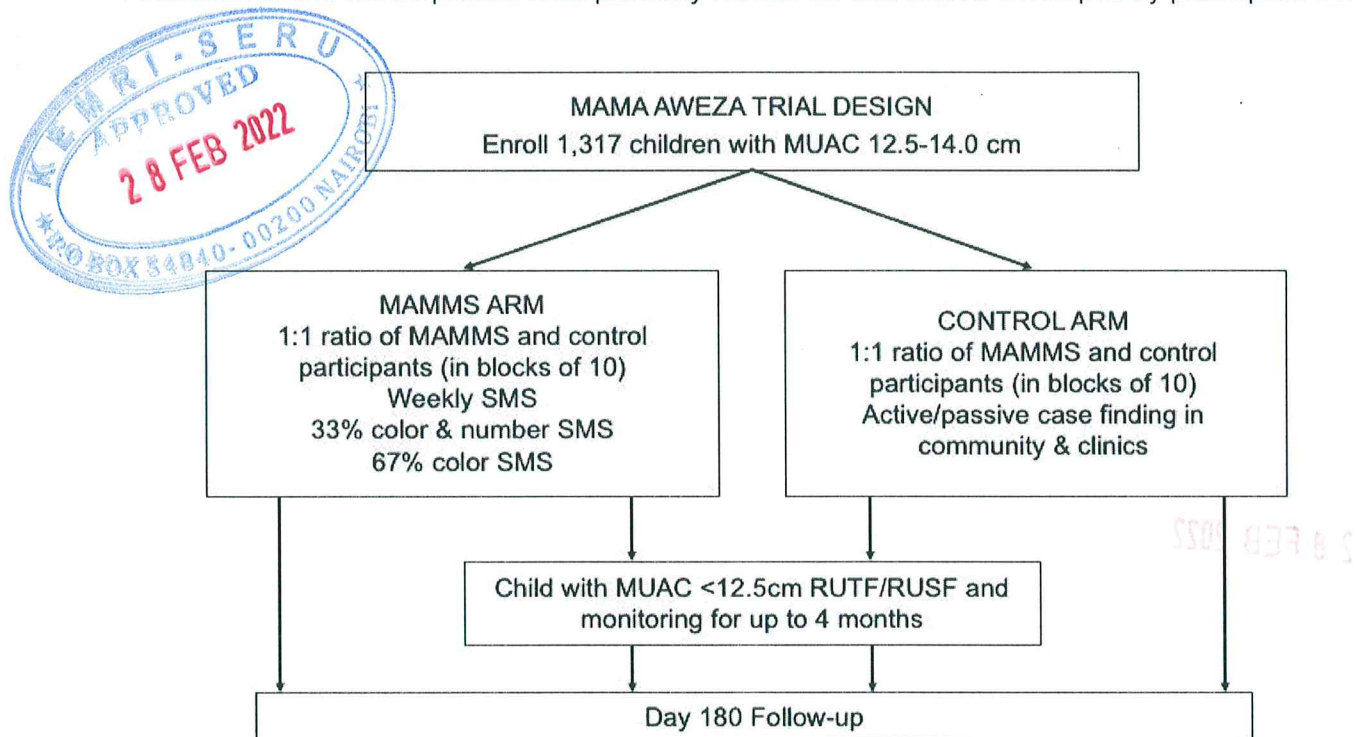 KEMRI-SERU
APPROVED
28 FEB 2022
P.O BOX 54840-00200 NAIROBI
MAMA AWEZA TRIAL DESIGN
Enroll 1,317 children with MUAC 12.5-14.0 cm
MAMMS ARM
1:1 ratio of MAMMS and control
participants (in blocks of 10)
Weekly SMS
33% color & number SMS
67% color SMS
CONTROL ARM
1:1 ratio of MAMMS and control
participants (in blocks of 10)
Active/passive case finding in
community & clinics
28 FEB 2022
Child with MUAC <12.5cm RUTF/RUSF and
monitoring for up to 4 months
Day 180 Follow-up